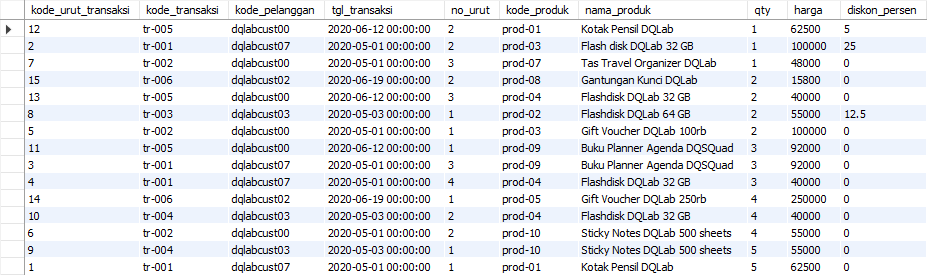 kode_urut_transaksi kode_transaksi kode_pelanggan tgl_transaksi no_urut kode_produk nama_produk qty harga diskon_persen
12 tr-005 dqlabcust00 2020-06-12 00:00:00 2 prod-01 Kotak Pensil DQLab 1 62500 5
2 tr-001 dqlabcust07 2020-05-01 00:00:00 2 prod-03 Flash disk DQLab 32 GB 1 100000 25
7 tr-002 dqlabcust00 2020-05-01 00:00:00 3 prod-07 Tas Travel Organizer DQLab 1 48000 0
15 tr-006 dqlabcust02 2020-06-19 00:00:00 2 prod-08 Gantungan Kunci DQLab 2 15800 0
13 tr-005 dqlabcust00 2020-06-12 00:00:00 3 prod-04 Flashdisk DQLab 32 GB 2 40000 0
8 tr-003 dqlabcust03 2020-05-03 00:00:00 1 prod-02 Flashdisk DQLab 64 GB 2 55000 12.5
5 tr-002 dqlabcust00 2020-05-01 00:00:00 1 prod-03 Gift Voucher DQLab 100rb 2 100000 0
11 tr-005 dqlabcust00 2020-06-12 00:00:00 1 prod-09 Buku Planner Agenda DQSQuad 3 92000 0
3 tr-001 dqlabcust07 2020-05-01 00:00:00 3 prod-09 Buku Planner Agenda DQSQuad 3 92000 0
4 tr-001 dqlabcust07 2020-05-01 00:00:00 4 prod-04 Flashdisk DQLab 32 GB 3 40000 0
14 tr-006 dqlabcust02 2020-06-19 00:00:00 1 prod-05 Gift Voucher DQLab 250rb 4 250000 0
10 tr-004 dqlabcust03 2020-05-03 00:00:00 2 prod-04 Flashdisk DQLab 32 GB 4 40000 0
6 tr-002 dqlabcust00 2020-05-01 00:00:00 2 prod-10 Sticky Notes DQLab 500 sheets 4 55000 0
9 tr-004 dqlabcust03 2020-05-03 00:00:00 1 prod-10 Sticky Notes DQLab 500 sheets 5 55000 0
1 tr-001 dqlabcust07 2020-05-01 00:00:00 1 prod-01 Kotak Pensil DQLab 5 62500 0